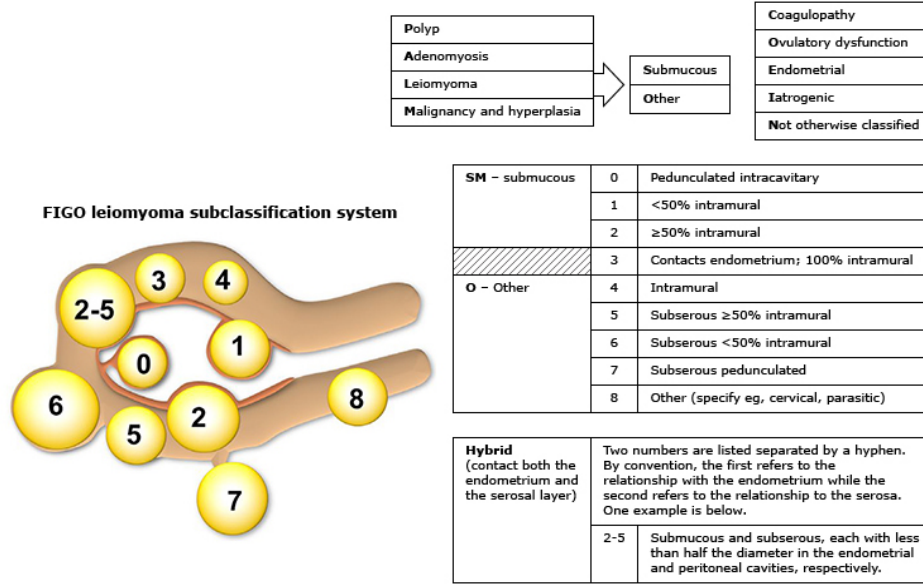 Polyp
Adenomyosis
Leiomyoma
Malignancy and hyperplasia
Submucous
Other
Coagulopathy
Ovulatory dysfunction
Endometrial
Iatrogenic
Not otherwise classified
FIGO leiomyoma subclassification system
2-5
3
4
0
1
6
5
2
8
7
SM – submucous
0 Pedunculated intracavitary
1 <50% intramural
2 ≥50% intramural
3 Contacts endometrium; 100% intramural
O – Other
4 Intramural
5 Subserous ≥50% intramural
6 Subserous <50% intramural
7 Subserous pedunculated
8 Other (specify eg, cervical, parasitic)
Hybrid
(contact both the
endometrium and
the serosal layer)
Two numbers are listed separated by a hyphen.
By convention, the first refers to the
relationship with the endometrium while the
second refers to the relationship to the serosa.
One example is below.
2-5 Submucous and subserous, each with less
than half the diameter in the endometrial
and peritoneal cavities, respectively.